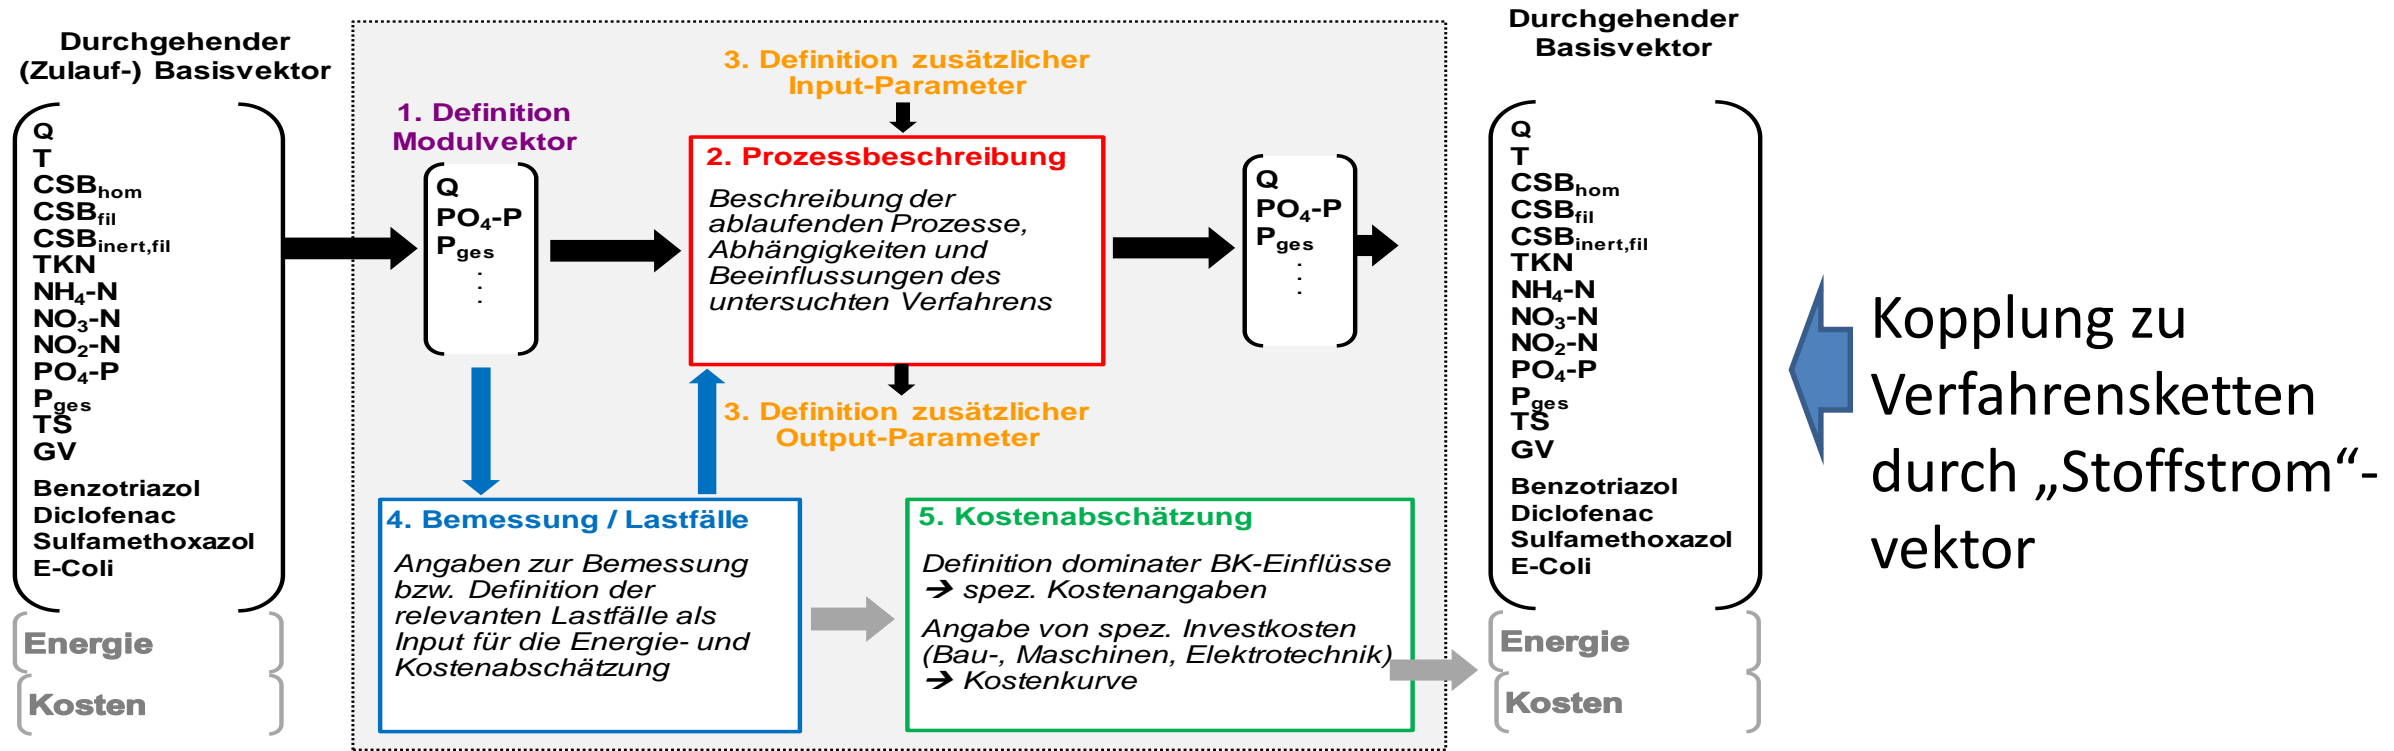 Durchgehender
(Zulauf-) Basisvektor
Q
T
CSBhom
CSBfil
CSBinert,fil
TKN
NH₄-N
NO₃-N
NO₂-N
PO₄-P
Pges
TS
GV
Benzotriazol
Diclofenac
Sulfamethoxazol
E-Coli
Energie
Kosten
1. Definition
Modulvektor
Q
PO₄-P
Pges
.
.
.
3. Definition zusätzlicher
Input-Parameter
2. Prozessbeschreibung
Beschreibung der
ablaufenden Prozesse,
Abhängigkeiten und
Beeinflussungen des
untersuchten Verfahrens
3. Definition zusätzlicher
Output-Parameter
4. Bemessung / Lastfälle
Angaben zur Bemessung
bzw. Definition der
relevanten Lastfälle als
Input für die Energie- und
Kostenabschätzung
5. Kostenabschätzung
Definition dominater BK-Einflüsse
→ spez. Kostenangaben
Angabe von spez. Investkosten
(Bau-, Maschinen, Elektrotechnik)
→ Kostenkurve
Q
PO₄-P
Pges
.
.
.
Durchgehender
Basisvektor
Q
T
CSBhom
CSBfil
CSBinert,fil
TKN
NH₄-N
NO₃-N
NO₂-N
PO₄-P
Pges
TS
GV
Benzotriazol
Diclofenac
Sulfamethoxazol
E-Coli
Energie
Kosten
Kopplung zu
Verfahrensketten
durch „Stoffstrom“-
vektor